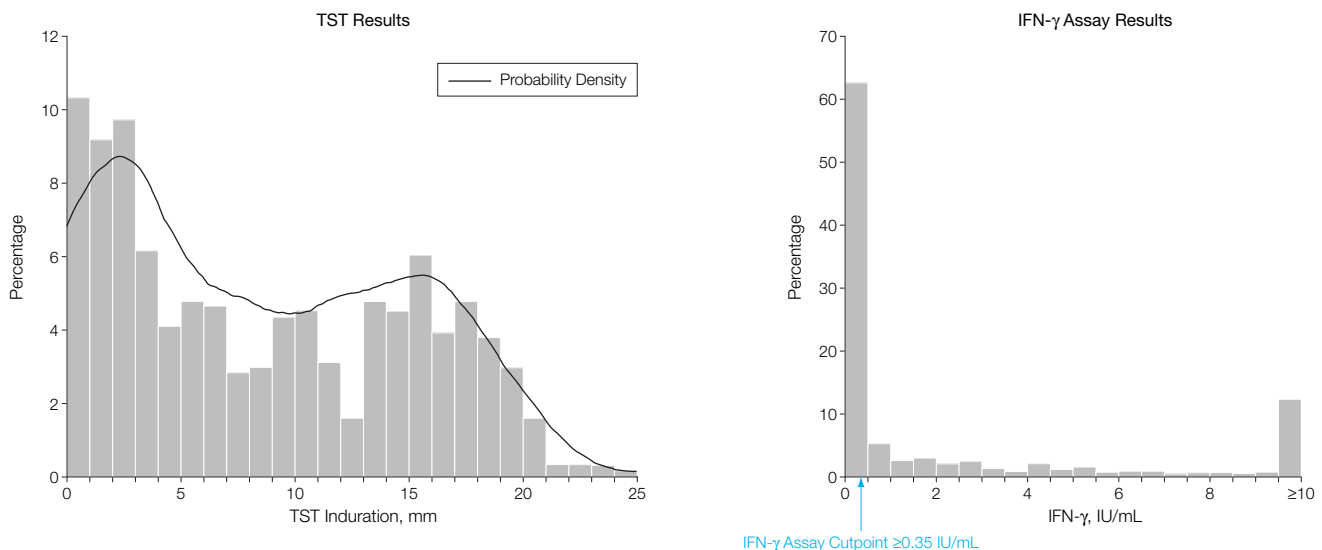 TST Results
12
10
8
6
4
2
0
Percentage
Probability Density
0 5 10 15 20 25
TST Induration, mm
IFN-γ Assay Results
70
60
50
40
30
20
10
0
Percentage
0 2 4 6 8 ≥10
IFN-γ, IU/mL
IFN-γ Assay Cutpoint ≥0.35 IU/mL